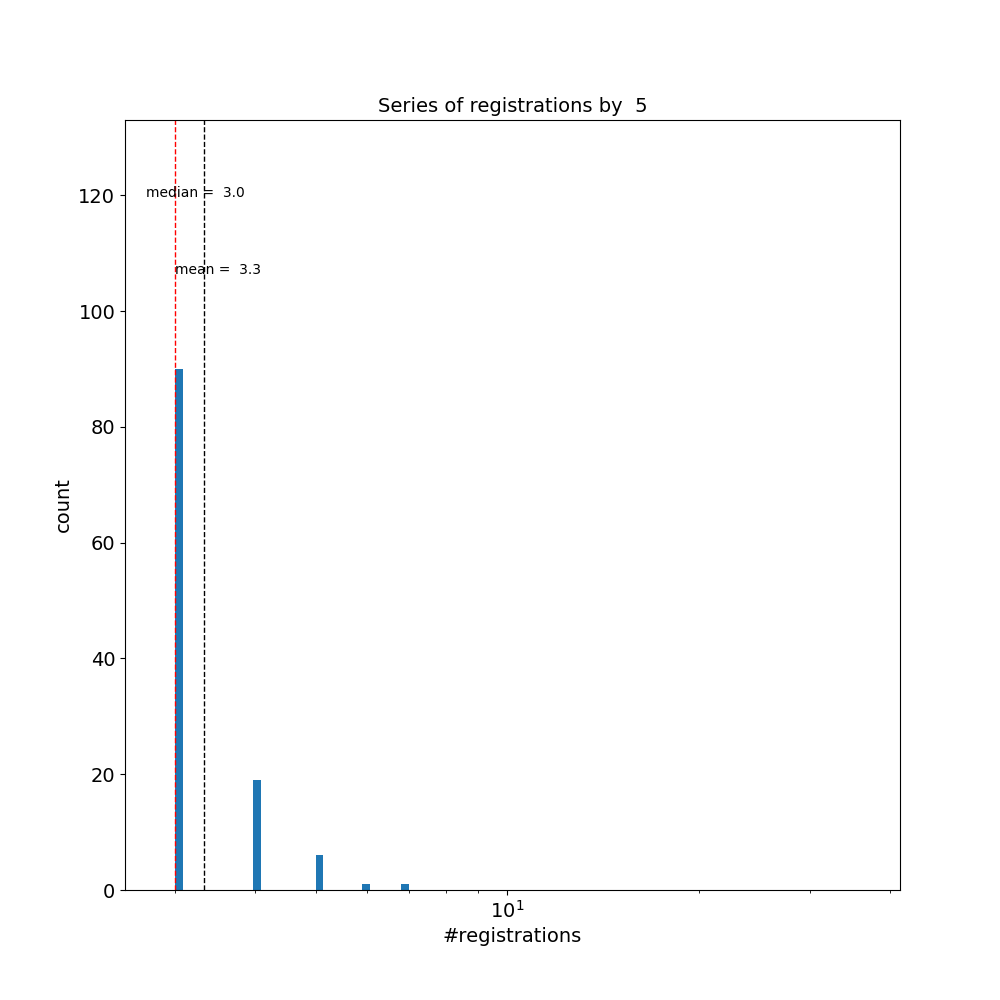 Series of registrations by  5
120
median =  3.0
mean =  3.3
100
80
60
40
20
0
count
10¹
#registrations